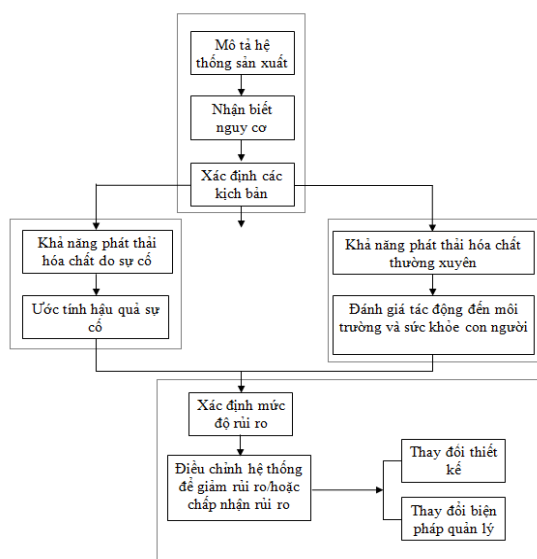 Mô tả hệ
thống sản xuất
Nhận biết
nguy cơ
Xác định các
kịch bản
Khả năng phát thải
hóa chất do sự cố
Ước tính hậu quả sự
cố
Khả năng phát thải hóa chất
thường xuyên
Đánh giá tác động đến môi
trường và sức khỏe con người
Xác định mức
độ rủi ro
Điều chỉnh hệ thống
để giảm rủi ro/hoặc
chấp nhận rủi ro
Thay đổi thiết
kế
Thay đổi biện
pháp quản lý